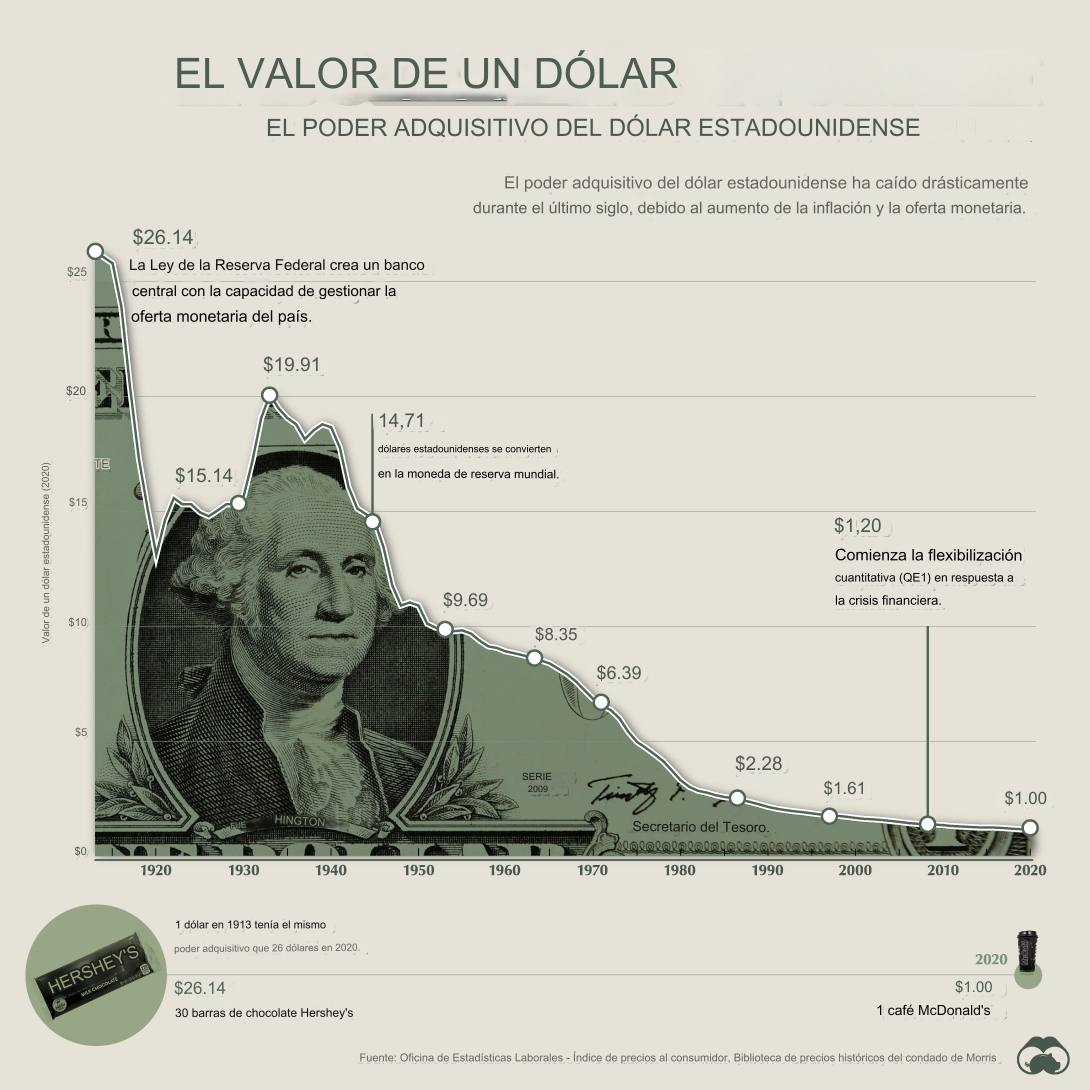 EL VALOR DE UN DÓLAR
EL PODER ADQUISITIVO DEL DÓLAR ESTADOUNIDENSE
El poder adquisitivo del dólar estadounidense ha caído drásticamente
durante el último siglo, debido al aumento de la inflación y la oferta monetaria.
$26.14
La Ley de la Reserva Federal crea un banco
central con la capacidad de gestionar la
oferta monetaria del país.
$25
$19.91
$20
14,71
dólares estadounidenses se convierten
en la moneda de reserva mundial.
TE
$15.14
$15
Valor de un dólar estadounidense (2020)
$1,20
Comienza la flexibilización
cuantitativa (QE1) en respuesta a
la crisis financiera.
$9.69
$10
$8.35
$6.39
$5
$2.28
$1.61
$1.00
SERIE
2009
HINGTON
Secretario del Tesoro.
$0
1920 1930 1940 1950 1960 1970 1980 1990 2000 2010 2020
1 dólar en 1913 tenía el mismo
poder adquisitivo que 26 dólares en 2020.
HERSHEY'S
MILK CHOCOLATE
$26.14
30 barras de chocolate Hershey's
2020
$1.00
1 café McDonald's
Fuente: Oficina de Estadísticas Laborales - Índice de precios al consumidor, Biblioteca de precios históricos del condado de Morris